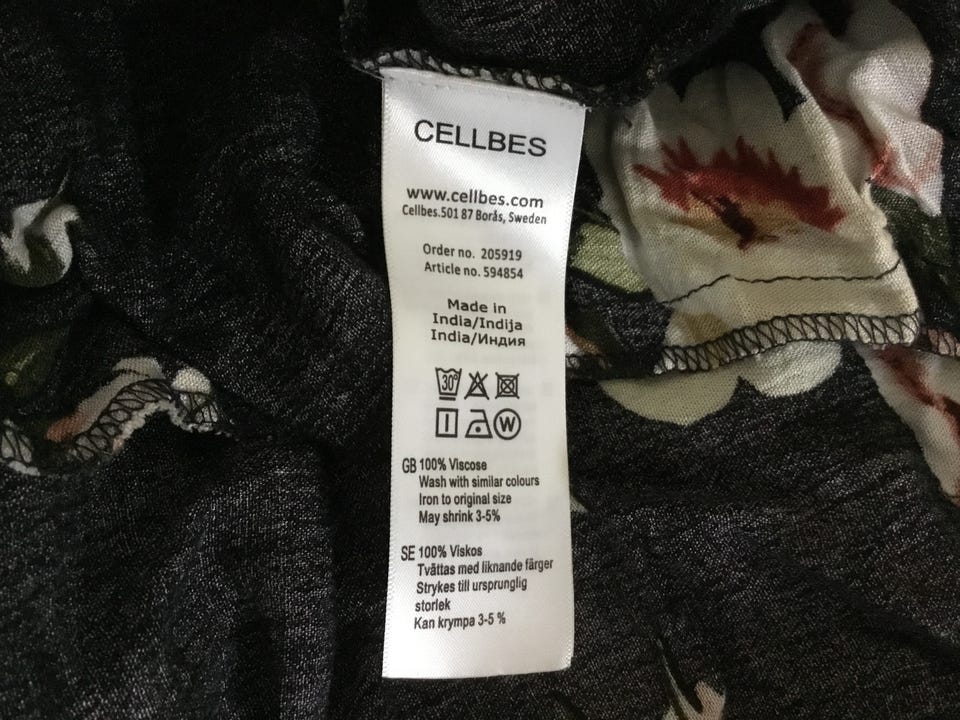 CELLBES
www.cellbes.com
Cellbes.501 87 Borås, Sweden
Order no. 205919
Article no. 594854
Made in
India/Indija
India/Индия
30°
W
GB 100% Viscose
Wash with similar colours
Iron to original size
May shrink 3-5%
SE 100% Viskos
Tvättas med liknande färger
Strykes till ursprunglig
storlek
Kan krympa 3-5 %